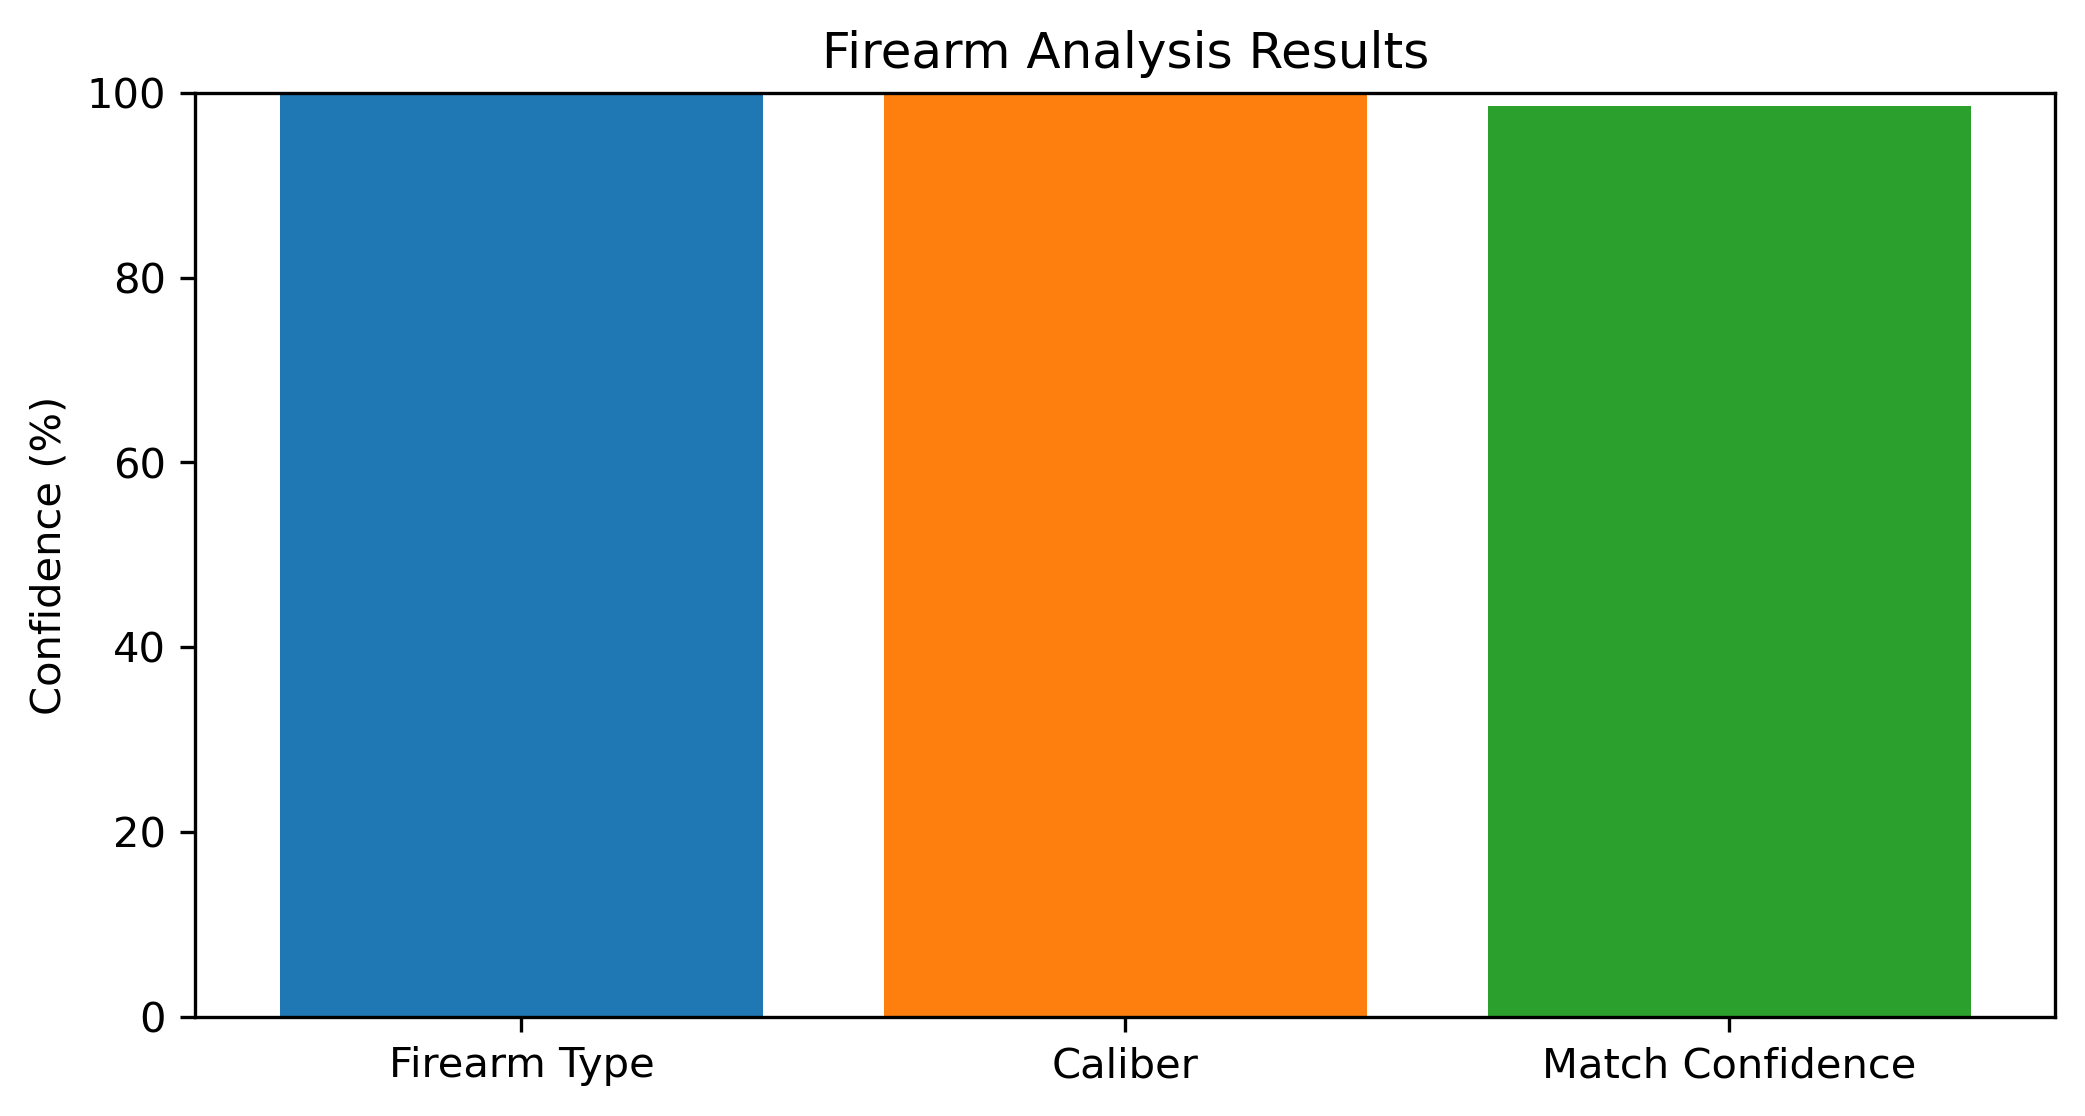 Firearm Analysis Results
Confidence (%)
100
80
60
40
20
0
Firearm Type
Caliber
Match Confidence